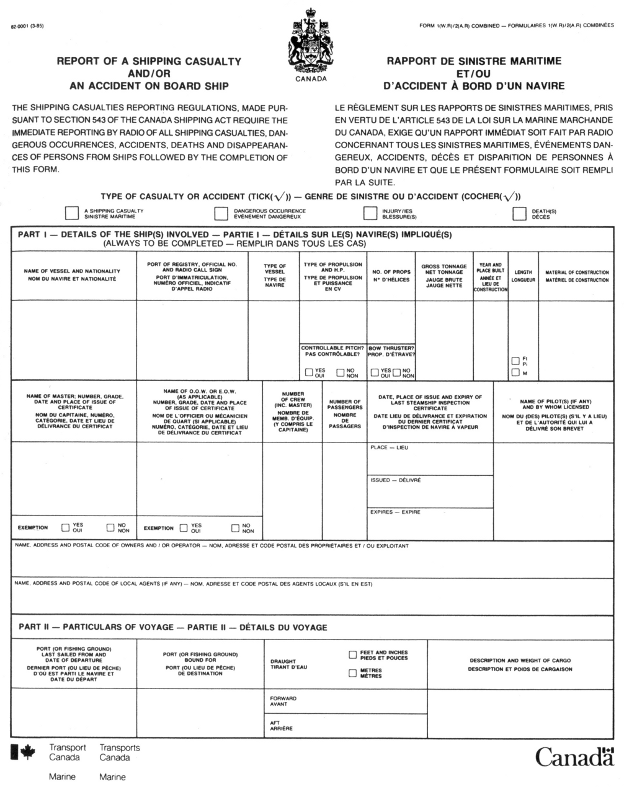 82-0001 (3-95)
FORM 1(W.R)/2(A.R) COMBINED — FORMULAIRES 1(W.R)/2(A.R) COMBINÉES
CANADA
REPORT OF A SHIPPING CASUALTY
AND/OR
AN ACCIDENT ON BOARD SHIP
RAPPORT DE SINISTRE MARITIME
ET/OU
D'ACCIDENT À BORD D'UN NAVIRE
THE SHIPPING CASUALTIES REPORTING REGULATIONS, MADE PUR-
SUANT TO SECTION 543 OF THE CANADA SHIPPING ACT REQUIRE THE
IMMEDIATE REPORTING BY RADIO OF ALL SHIPPING CASUALTIES, DAN-
GEROUS OCCURRENCES, ACCIDENTS, DEATHS AND DISAPPEARAN-
CES OF PERSONS FROM SHIPS FOLLOWED BY THE COMPLETION OF
THIS FORM.
LE RÈGLEMENT SUR LES RAPPORTS DE SINISTRES MARITIMES, PRIS
EN VERTU DE L'ARTICLE 543 DE LA LOI SUR LA MARINE MARCHANDE
DU CANADA, EXIGE QU'UN RAPPORT IMMÉDIAT SOIT FAIT PAR RADIO
CONCERNANT TOUS LES SINISTRES MARITIMES, ÉVÉNEMENTS DAN-
GEREUX, ACCIDENTS, DÉCÈS ET DISPARITION DE PERSONNES À
BORD D'UN NAVIRE ET QUE LE PRÉSENT FORMULAIRE SOIT REMPLI
PAR LA SUITE.
TYPE OF CASUALTY OR ACCIDENT (TICK(√)) — GENRE DE SINISTRE OU D'ACCIDENT (COCHER(√))
A SHIPPING CASUALTY
SINISTRE MARITIME
DANGEROUS OCCURRENCE
ÉVÉNEMENT DANGEREUX
INJURY/IES
BLESSURE(S)
DEATH(S)
DÉCÈS
PART I — DETAILS OF THE SHIP(S) INVOLVED — PARTIE I — DÉTAILS SUR LE(S) NAVIRE(S) IMPLIQUÉ(S)
(ALWAYS TO BE COMPLETED — REMPLIR DANS TOUS LES CAS)
NAME OF VESSEL AND NATIONALITY
NOM DU NAVIRE ET NATIONALITÉ
PORT OF REGISTRY, OFFICIAL NO.
AND RADIO CALL SIGN
PORT D'IMMATRICULATION,
NUMÉRO OFFICIEL, INDICATIF
D'APPEL RADIO
TYPE OF
VESSEL
TYPE DE
NAVIRE
TYPE OF PROPULSION
AND H.P.
TYPE DE PROPULSION
ET PUISSANCE
EN CV
NO. OF PROPS
N° D'HÉLICES
GROSS TONNAGE
NET TONNAGE
JAUGE BRUTE
JAUGE NETTE
YEAR AND
PLACE BUILT
ANNÉE ET
LIEU DE
CONSTRUCTION
LENGTH
LONGUEUR
MATERIAL OF CONSTRUCTION
MATÉRIEL DE CONSTRUCTION
CONTROLLABLE PITCH?
PAS CONTRÔLABLE?
YES
OUI
NO
NON
BOW THRUSTER?
PROP. D'ÉTRAVE?
YES
OUI
NO
NON
M
NAME OF MASTER; NUMBER, GRADE,
DATE AND PLACE OF ISSUE OF
CERTIFICATE
NOM DU CAPITAINE, NUMÉRO,
CATÉGORIE, DATE ET LIEU DE
DÉLIVRANCE DU CERTIFICAT
NAME OF O.O.W. OR E.O.W.
(AS APPLICABLE)
NUMBER, GRADE, DATE AND PLACE
OF ISSUE OF CERTIFICATE
NOM DE L'OFFICIER OU MÉCANICIEN
DE QUART (SI APPLICABLE)
NUMÉRO, CATÉGORIE, DATE ET LIEU
DE DÉLIVRANCE DU CERTIFICAT
NUMBER
OF CREW
(INC. MASTER)
NOMBRE DE
MEMB. D'ÉQUIP.
(Y COMPRIS LE
CAPITAINE)
NUMBER OF
PASSENGERS
NOMBRE
DE
PASSAGERS
DATE, PLACE OF ISSUE AND EXPIRY OF
LAST STEAMSHIP INSPECTION
CERTIFICATE
DATE LIEU DE DÉLIVRANCE ET EXPIRATION
DU DERNIER CERTIFICAT
D'INSPECTION DE NAVIRE À VAPEUR
NAME OF PILOT(S) (IF ANY)
AND BY WHOM LICENSED
NOM DU (DES) PILOTE(S) (S'IL Y A LIEU)
ET DE L'AUTORITÉ QUI LUI A
DÉLIVRÉ SON BREVET
PLACE — LIEU
ISSUED — DÉLIVRÉ
EXPIRES — EXPIRE
EXEMPTION
YES
OUI
NO
NON
EXEMPTION
YES
OUI
NO
NON
NAME, ADDRESS AND POSTAL CODE OF OWNERS AND / OR OPERATOR — NOM, ADRESSE ET CODE POSTAL DES PROPRIÉTAIRES ET / OU EXPLOITANT
NAME, ADDRESS AND POSTAL CODE OF LOCAL AGENTS (IF ANY) — NOM, ADRESSE ET CODE POSTAL DES AGENTS LOCAUX (S'IL EN EST)
PART II — PARTICULARS OF VOYAGE — PARTIE II — DÉTAILS DU VOYAGE
PORT (OR FISHING GROUND)
LAST SAILED FROM AND
DATE OF DEPARTURE
DERNIER PORT (OU LIEU DE PÊCHE)
D'OU EST PARTI LE NAVIRE ET
DATE DU DÉPART
PORT (OR FISHING GROUND)
BOUND FOR
PORT (OU LIEU DE PÊCHE)
DE DESTINATION
DRAUGHT
TIRANT D'EAU
FEET AND INCHES
PIEDS ET POUCES
METRES
MÈTRES
DESCRIPTION AND WEIGHT OF CARGO
DESCRIPTION ET POIDS DE CARGAISON
FORWARD
AVANT
AFT
ARRIÈRE
Transport
Canada
Transports
Canada
Marine
Marine
Canada